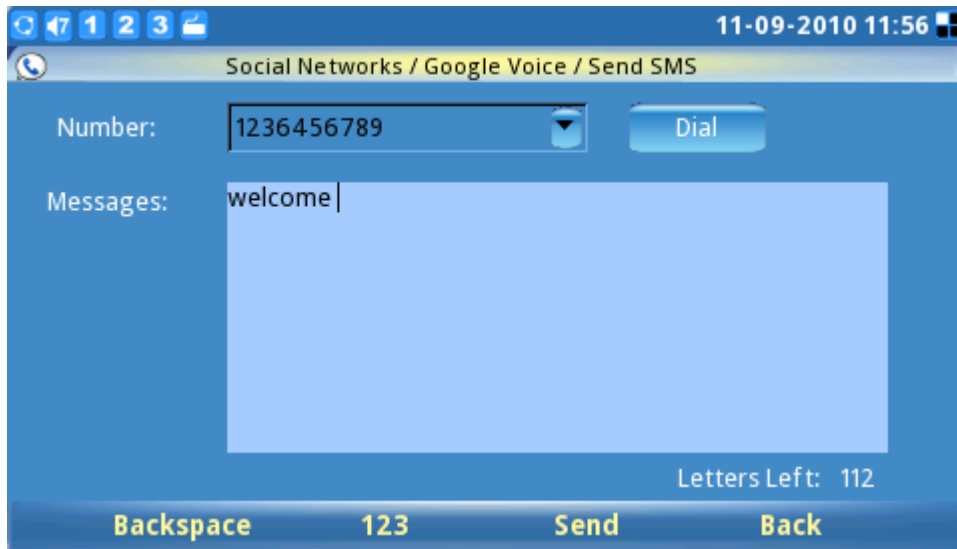 7 1 2 3 11-09-2010 11:56
Social Networks / Google Voice / Send SMS
Number: 1236456789 Dial
Messages: welcome
Letters Left: 112
Backspace 123 Send Back